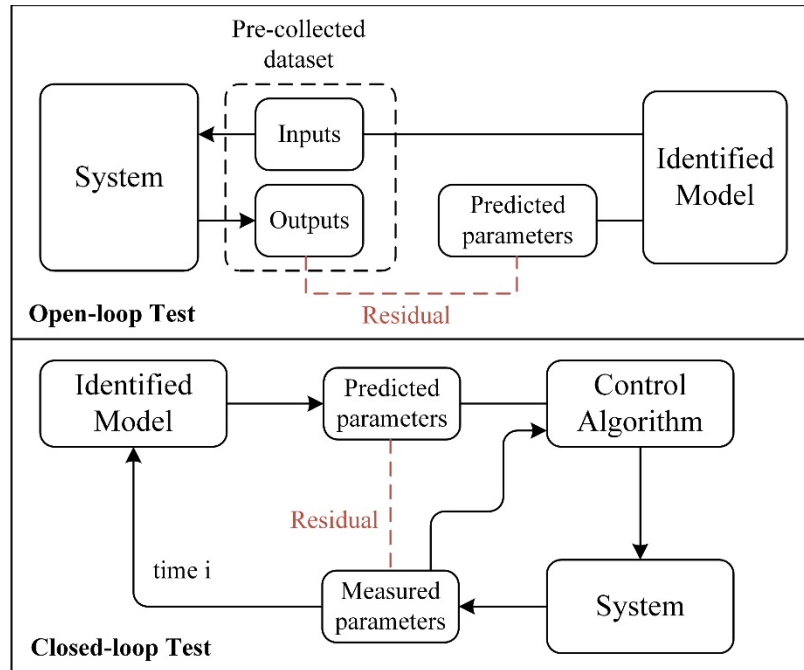 Pre-collected
dataset
System
Inputs
Outputs
Predicted
parameters
Identified
Model
Residual
Open-loop Test
Identified
Model
Predicted
parameters
Control
Algorithm
Residual
time i
Measured
parameters
System
Closed-loop Test